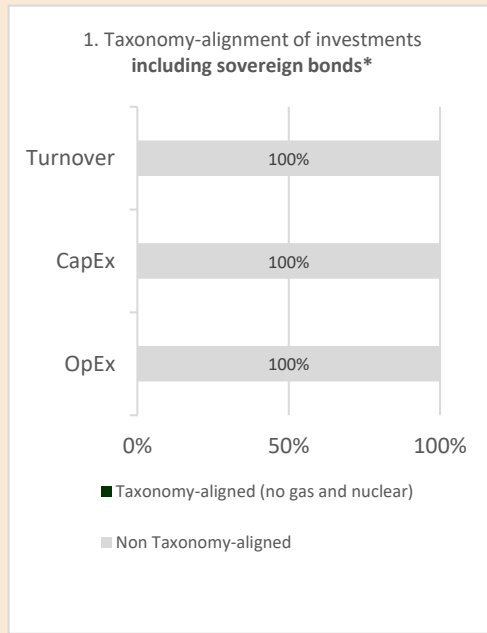 1. Taxonomy-alignment of investments
including sovereign bonds*
Turnover
100%
CapEx
100%
OpEx
100%
0%
50%
100%
Taxonomy-aligned (no gas and nuclear)
Non Taxonomy-aligned